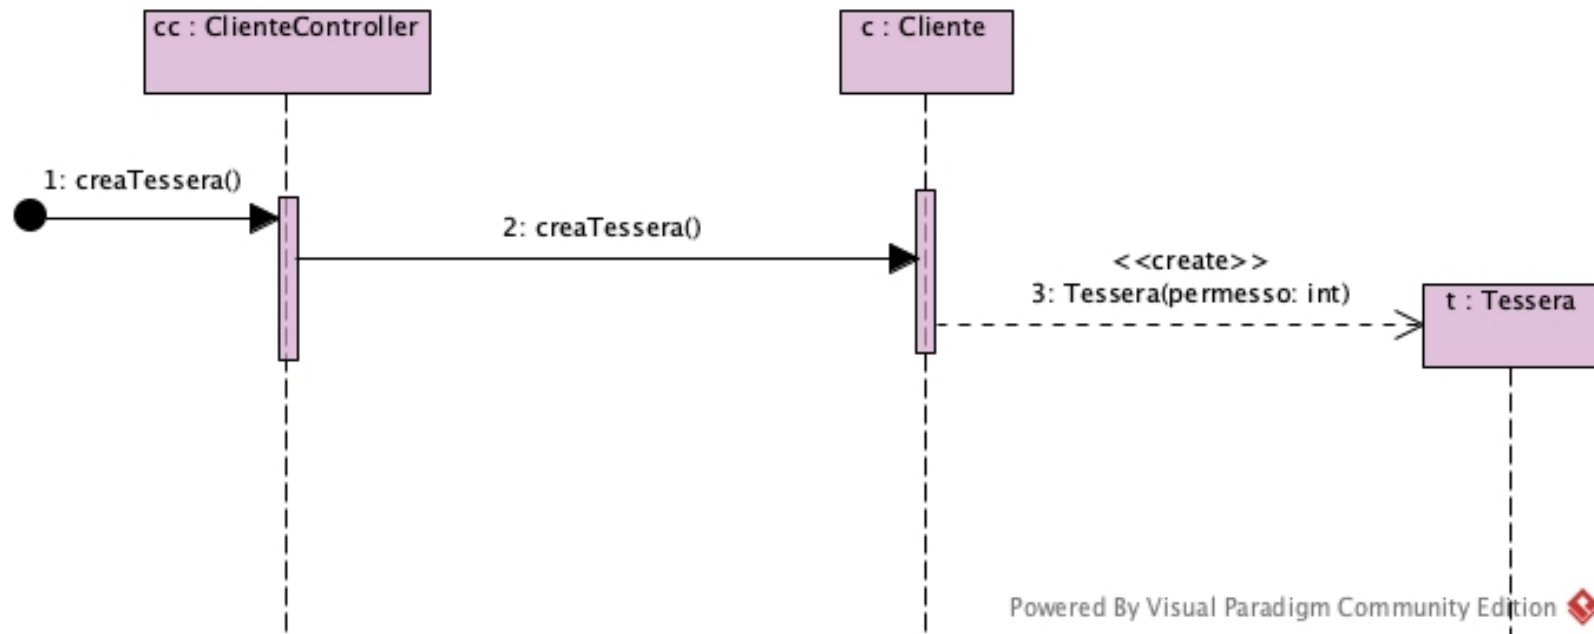 cc : ClienteController
c : Cliente
1: creaTessera()
2: creaTessera()
<<create>>
3: Tessera(permesso: int)
t : Tessera
Powered By Visual Paradigm Community Edition